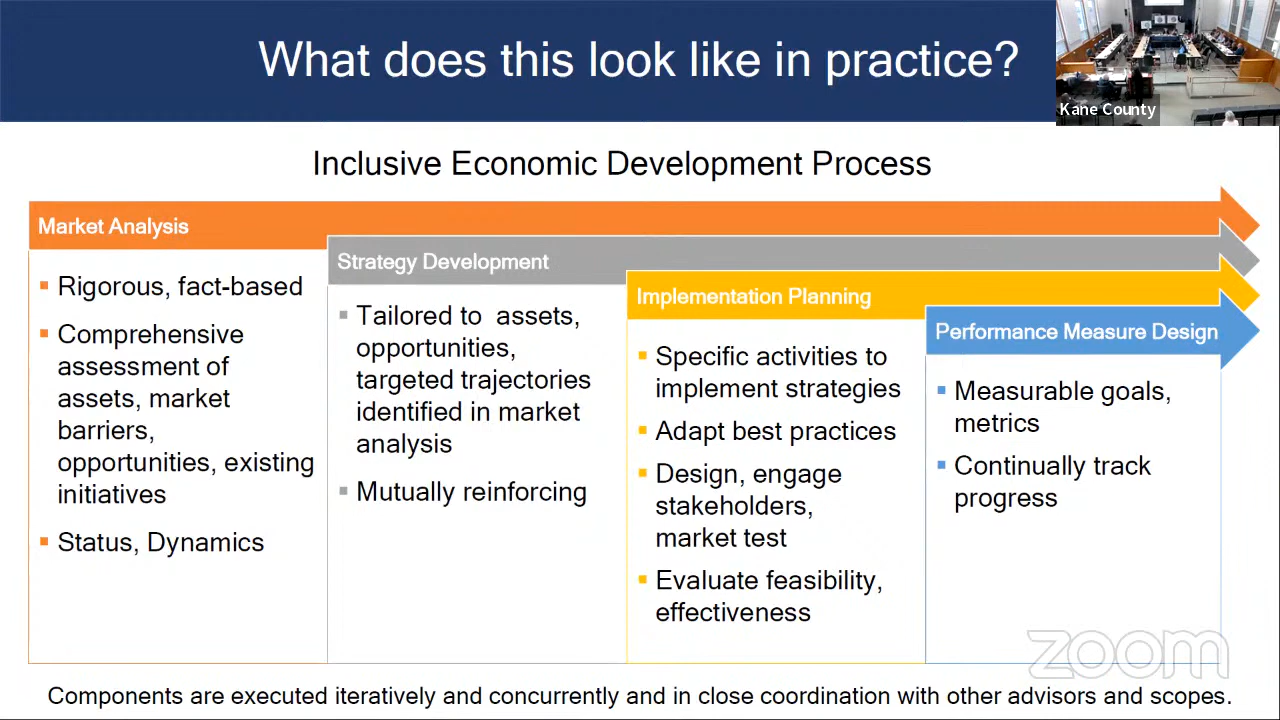 What does this look like in practice?
Kane County
Inclusive Economic Development Process
Market Analysis
Rigorous, fact-based
Comprehensive
assessment of
assets, market
barriers,
opportunities, existing
initiatives
Status, Dynamics
Strategy Development
Tailored to  assets,
opportunities,
targeted trajectories
identified in market
analysis
Mutually reinforcing
Implementation Planning
Specific activities to
implement strategies
Adapt best practices
Design, engage
stakeholders,
market test
Evaluate feasibility,
effectiveness
Performance Measure Design
Measurable goals,
metrics
Continually track
progress
zoom
Components are executed iteratively and concurrently and in close coordination with other advisors and scopes.